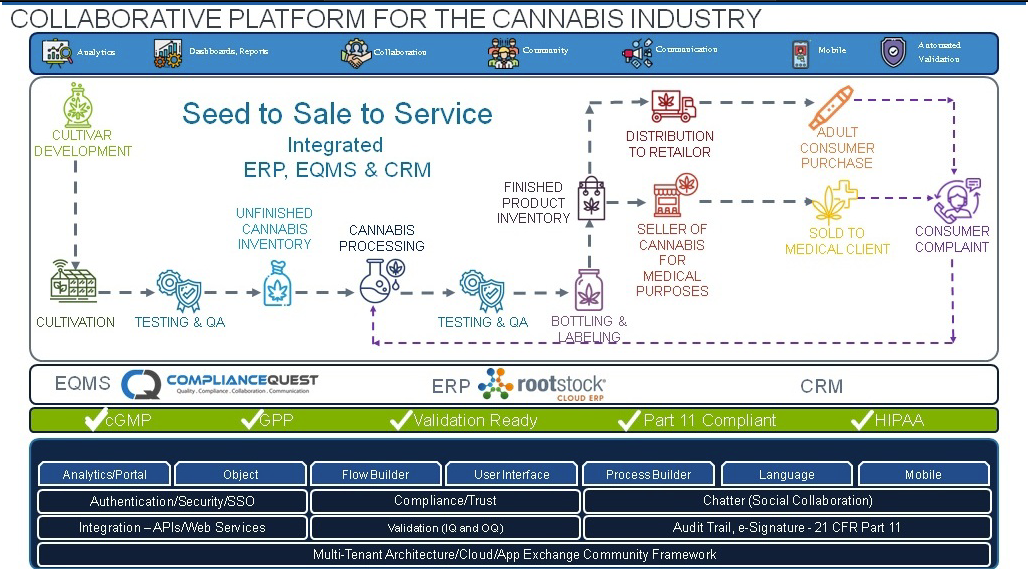 COLLABORATIVE PLATFORM FOR THE CANNABIS INDUSTRY
Analytics
Dashboards, Reports
Collaboration
Community
Communication
Mobile
Automated
Validation
Seed to Sale to Service
Integrated
ERP, EQMS & CRM
CULTIVAR
DEVELOPMENT
CULTIVATION
TESTING & QA
UNFINISHED
CANNABIS
INVENTORY
CANNABIS
PROCESSING
TESTING & QA
BOTTLING &
LABELING
FINISHED
PRODUCT
INVENTORY
DISTRIBUTION
TO RETAILOR
SELLER OF
CANNABIS
FOR
MEDICAL
PURPOSES
ADULT
CONSUMER
PURCHASE
SOLD TO
MEDICAL CLIENT
CONSUMER
COMPLAINT
EQMS
COMPLIANCEQUEST
Quality . Compliance . Collaboration . Communication
ERP
rootstock
CLOUD ERP
CRM
cGMP
GPP
Validation Ready
Part 11 Compliant
HIPAA
Analytics/Portal
Object
Flow Builder
User Interface
Process Builder
Language
Mobile
Authentication/Security/SSO
Compliance/Trust
Chatter (Social Collaboration)
Integration – APIs/Web Services
Validation (IQ and OQ)
Audit Trail, e-Signature - 21 CFR Part 11
Multi-Tenant Architecture/Cloud/App Exchange Community Framework